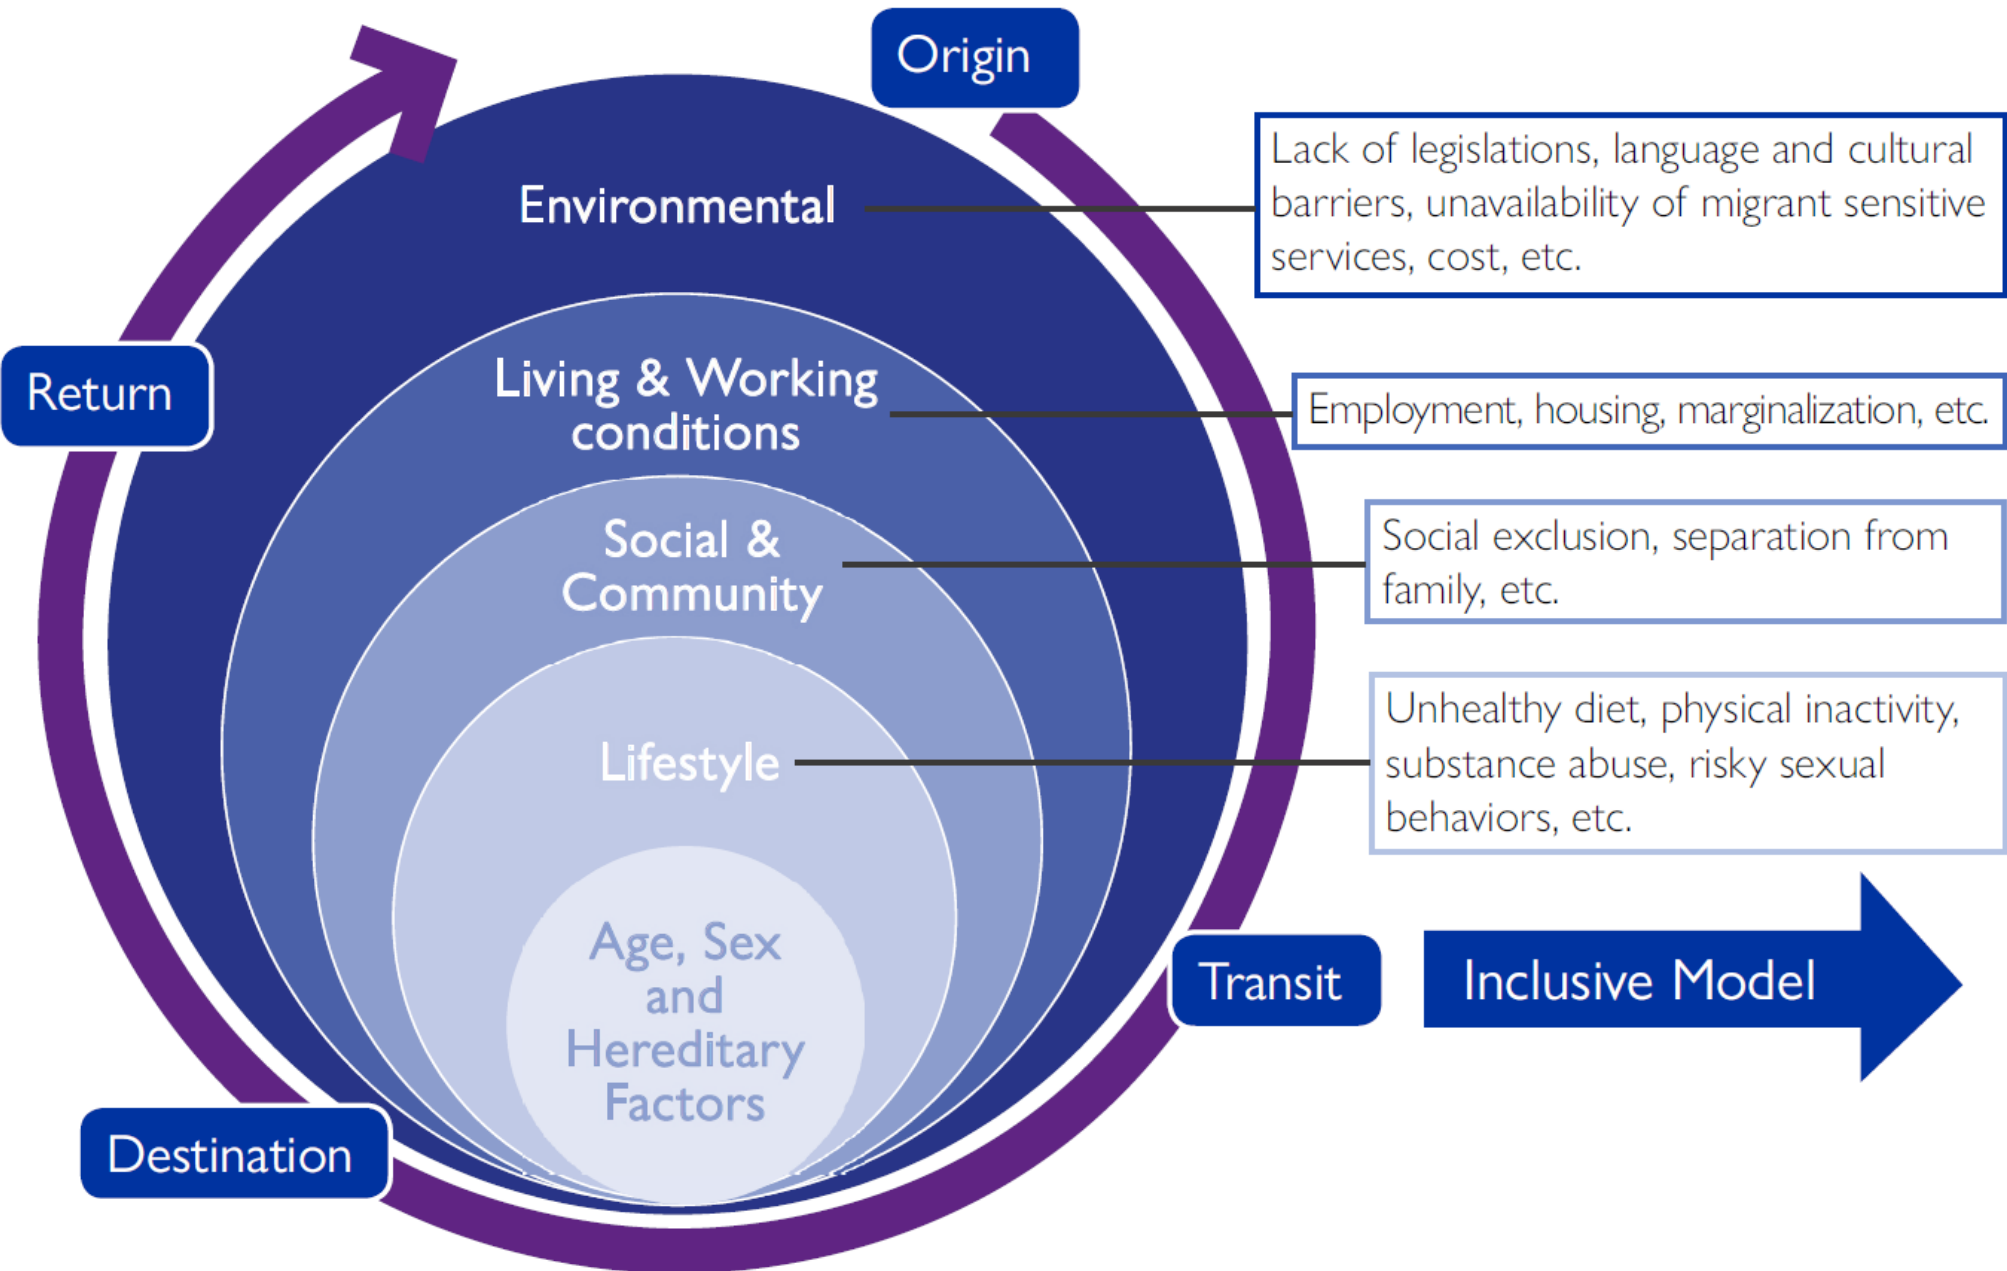 Origin
Environmental
Lack of legislations, language and cultural
barriers, unavailability of migrant sensitive
services, cost, etc.
Return
Living & Working
conditions
Employment, housing, marginalization, etc.
Social &
Community
Social exclusion, separation from
family, etc.
Lifestyle
Unhealthy diet, physical inactivity,
substance abuse, risky sexual
behaviors, etc.
Age, Sex
and
Hereditary
Factors
Transit
Inclusive Model
Destination